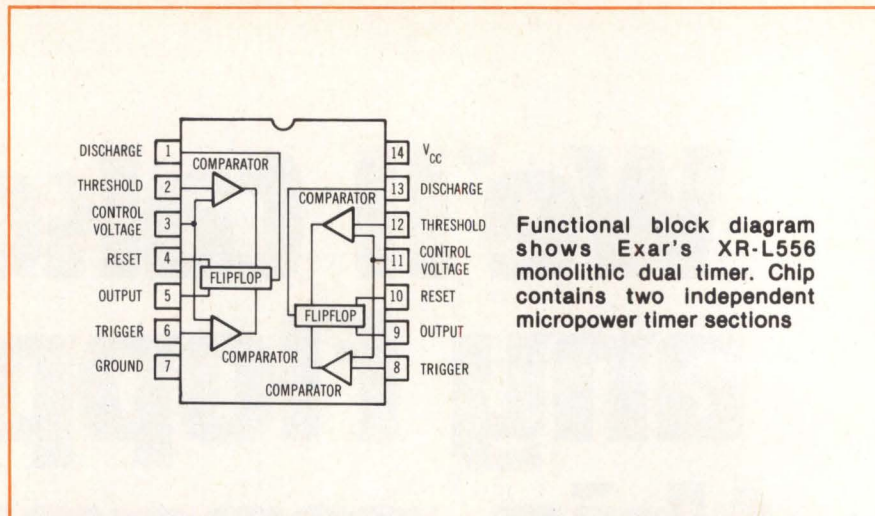 DISCHARGE 1
THRESHOLD 2
CONTROL
VOLTAGE 3
RESET 4
OUTPUT 5
TRIGGER 6
GROUND 7
COMPARATOR
FLIPFLOP
COMPARATOR
COMPARATOR
FLIPFLOP
COMPARATOR
14 VCC
13 DISCHARGE
12 THRESHOLD
11 CONTROL
VOLTAGE
10 RESET
9 OUTPUT
8 TRIGGER
Functional block diagram
shows Exar's XR-L556
monolithic dual timer. Chip
contains two independent
micropower timer sections